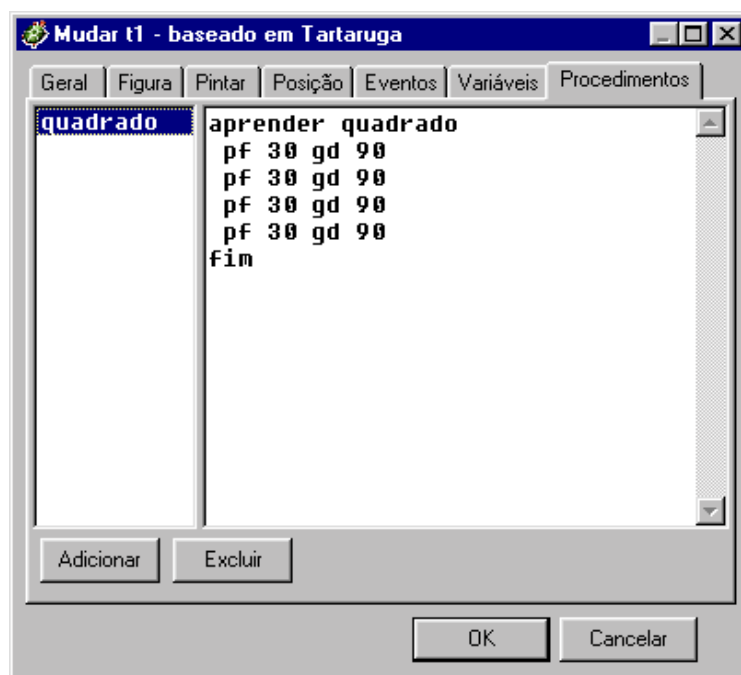 Mudar t1 - baseado em Tartaruga
Geral Figura Pintar Posição Eventos Variáveis Procedimentos
quadrado
aprender quadrado
pf 30 gd 90
pf 30 gd 90
pf 30 gd 90
pf 30 gd 90
fim
Adicionar Excluir
OK Cancelar